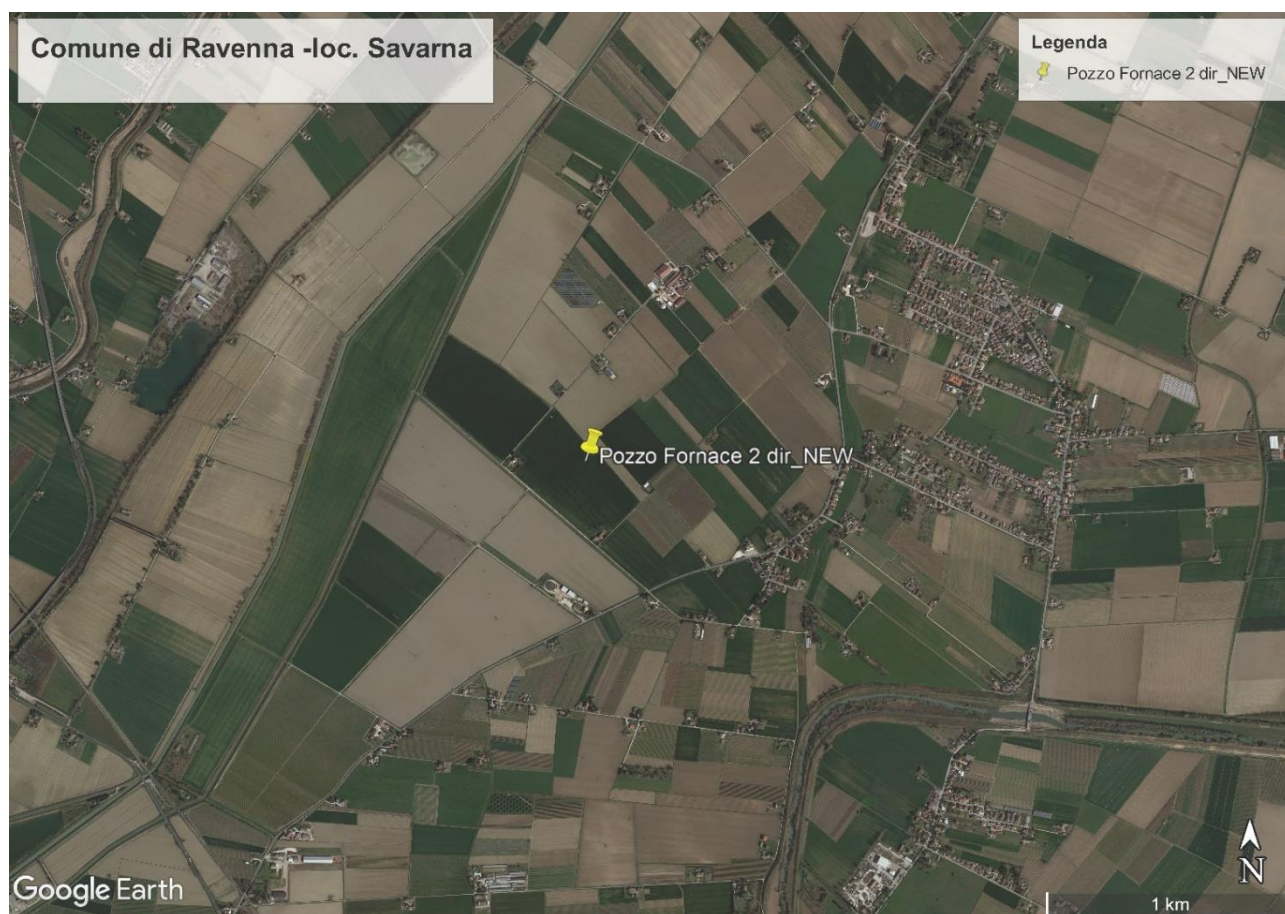 Comune di Ravenna -loc. Savarna
Legenda
Pozzo Fornace 2 dir_NEW
Pozzo Fornace 2 dir_NEW
Google Earth
N
1 km